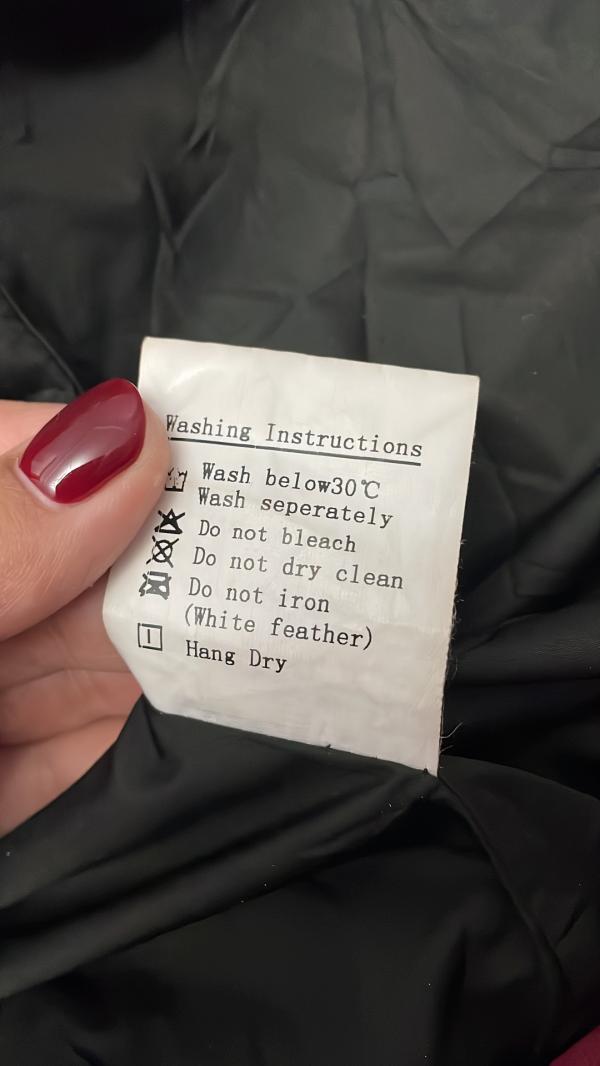 Washing Instructions
Wash below30℃
Wash seperately
Do not bleach
Do not dry clean
Do not iron
(White feather)
Hang Dry